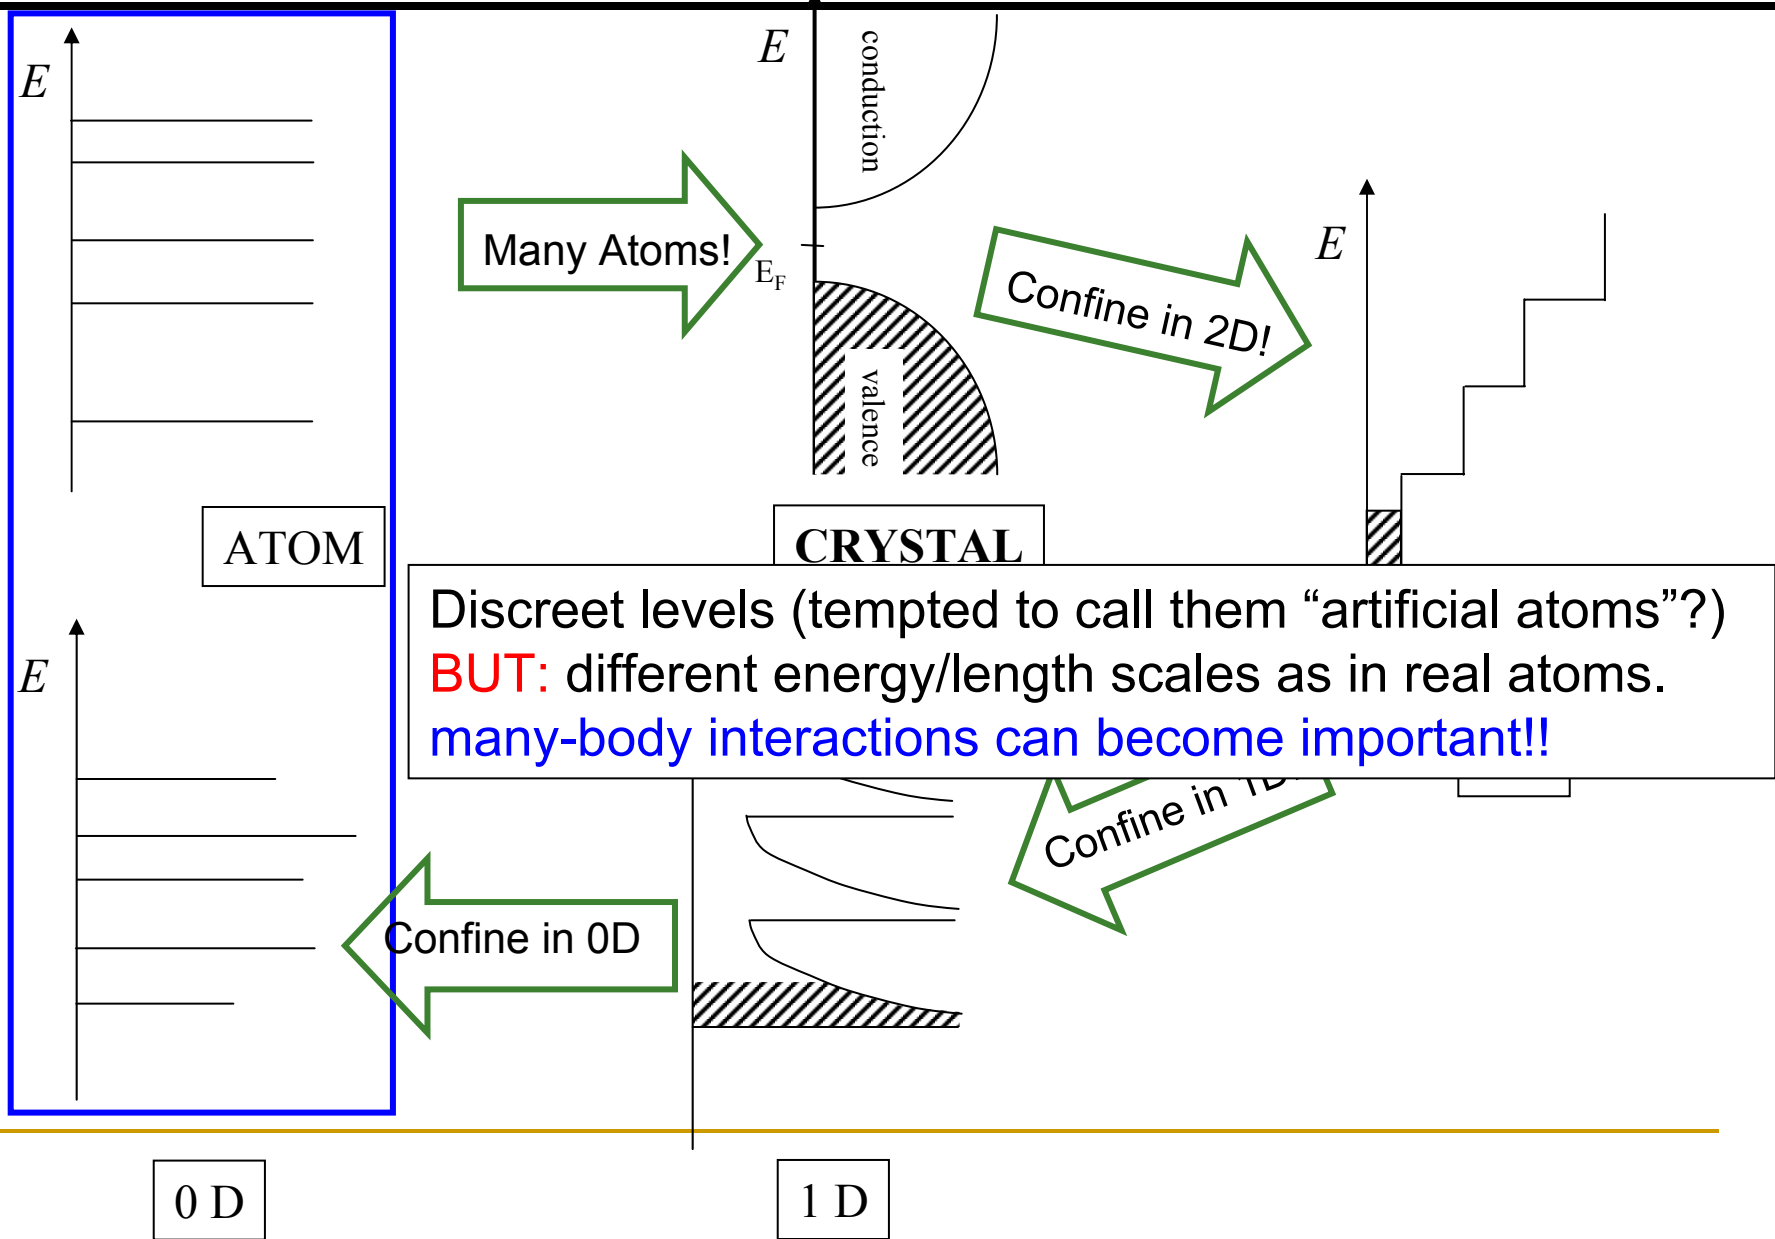 E
ATOM
Many Atoms!
E
conduction
E_F
valence
CRYSTAL
Confine in 2D!
E
Discreet levels (tempted to call them “artificial atoms”?)
BUT: different energy/length scales as in real atoms.
many-body interactions can become important!!
E
Confine in 0D
Confine in 1D
0 D
1 D